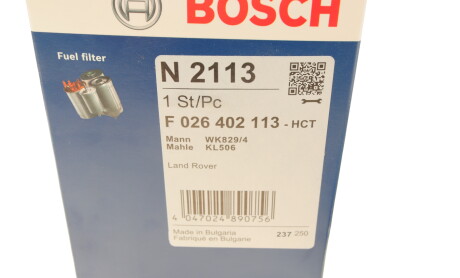 BOSCH
Fuel filter
N 2113
1 St/Pc
F 026 402 113 - HCT
Mann WK829/4
Mahle KL506
Land Rover
4 047024 890756
Made in Bulgaria
Fabriqué en Bulgarie
237 250